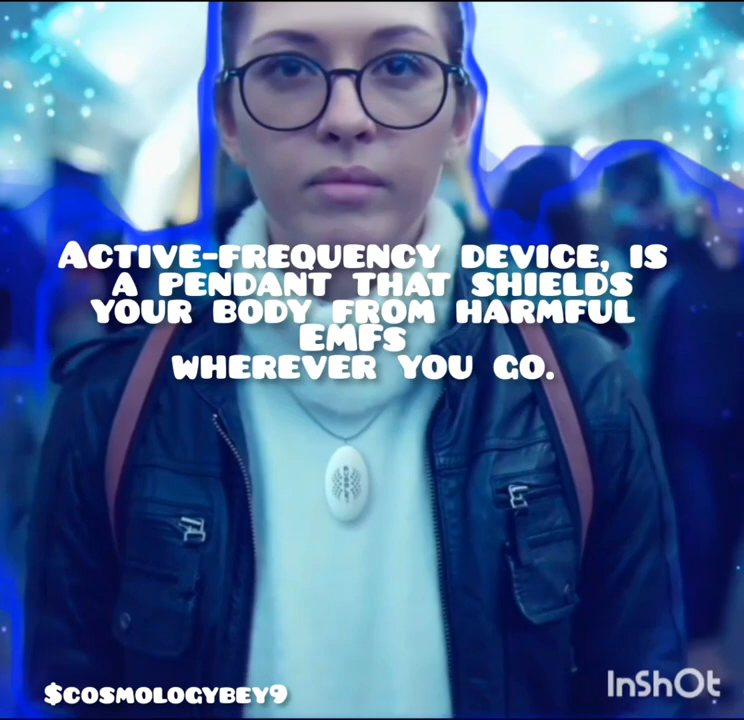 Active-frequency device, is
a pendant that shields
your body from harmful
EMFs
wherever you go.
$cosmologybey9
InShOt